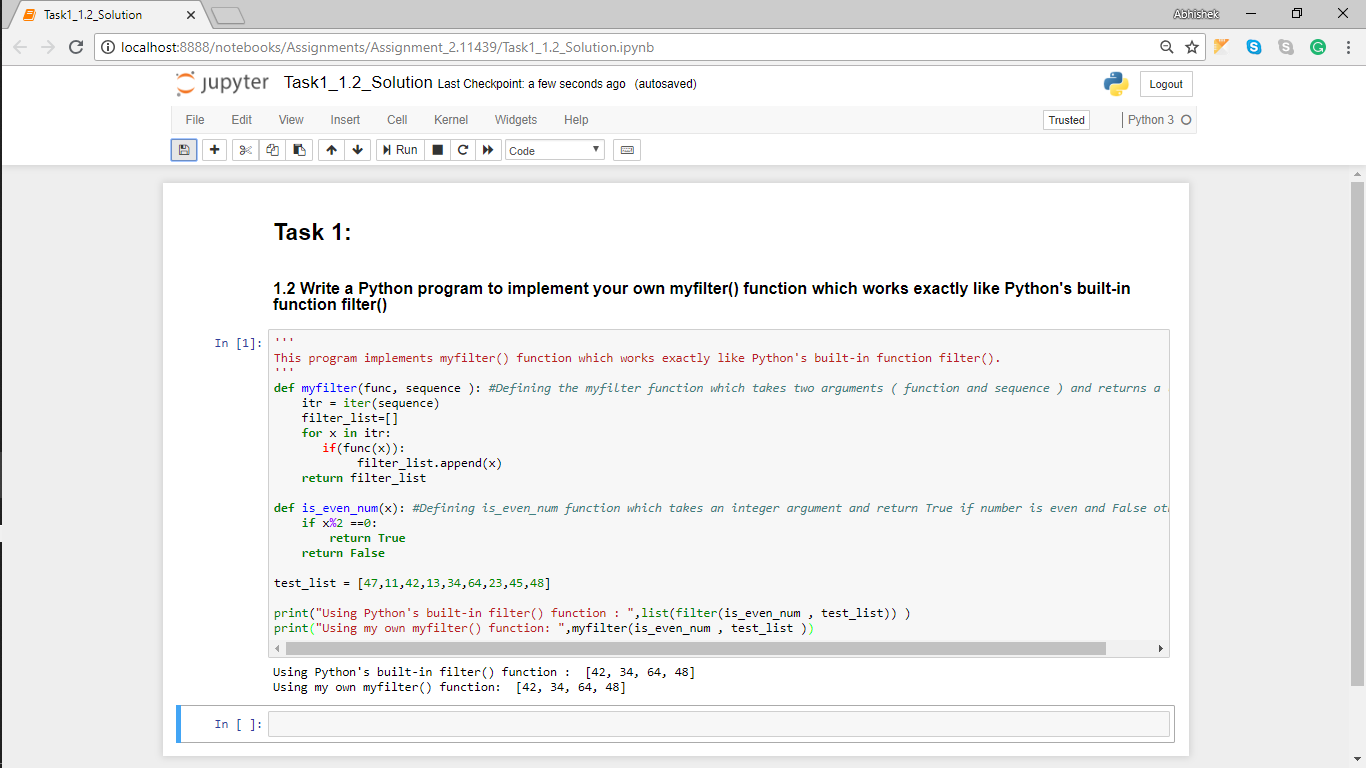 Task1_1.2_Solution
Abhishek
localhost:8888/notebooks/Assignments/Assignment_2.11439/Task1_1.2_Solution.ipynb
jupyter Task1_1.2_Solution Last Checkpoint: a few seconds ago (autosaved)
Logout
File Edit View Insert Cell Kernel Widgets Help
Trusted
Python 3
Run
Code
Task 1:
1.2 Write a Python program to implement your own myfilter() function which works exactly like Python's built-in
function filter()
In [1]:
'''
This program implements myfilter() function which works exactly like Python's built-in function filter().
'''
def myfilter(func, sequence ): #Defining the myfilter function which takes two arguments ( function and sequence ) and returns a
    itr = iter(sequence)
    filter_list=[]
    for x in itr:
       if(func(x)):
            filter_list.append(x)
    return filter_list
def is_even_num(x): #Defining is_even_num function which takes an integer argument and return True if number is even and False
    if x%2 ==0:
        return True
    return False
test_list = [47,11,42,13,34,64,23,45,48]
print("Using Python's built-in filter() function : ",list(filter(is_even_num , test_list)) )
print("Using my own myfilter() function: ",myfilter(is_even_num , test_list ))
Using Python's built-in filter() function :  [42, 34, 64, 48]
Using my own myfilter() function:  [42, 34, 64, 48]
In [ ]: